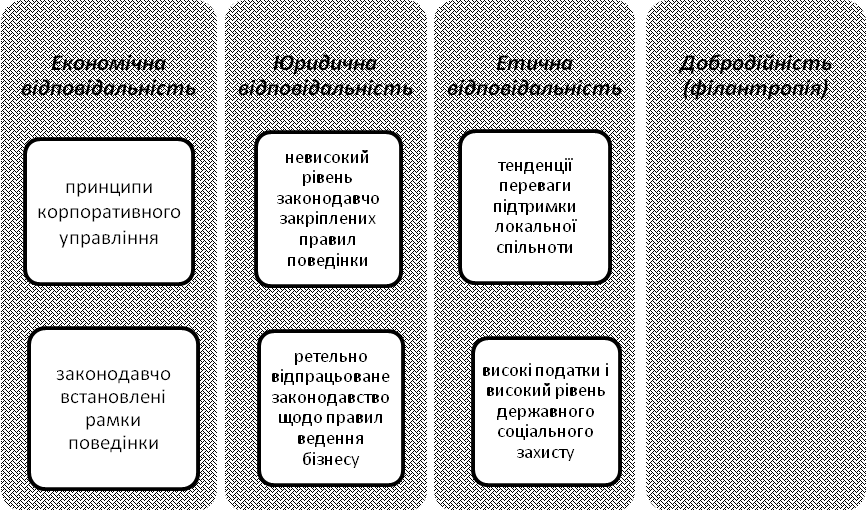 Економічна
відповідальність
принципи
корпоративного
управління
законодавчо
встановлені
рамки
поведінки
Юридична
відповідальність
невисокий
рівень
законодавчо
закріплених
правил
поведінки
ретельно
відпрацьоване
законодавство
щодо правил
ведення
бізнесу
Етична
відповідальність
тенденції
переваги
підтримки
локальної
спільноти
високі податки і
високий рівень
державного
соціального
захисту
Добродійність
(філантропія)